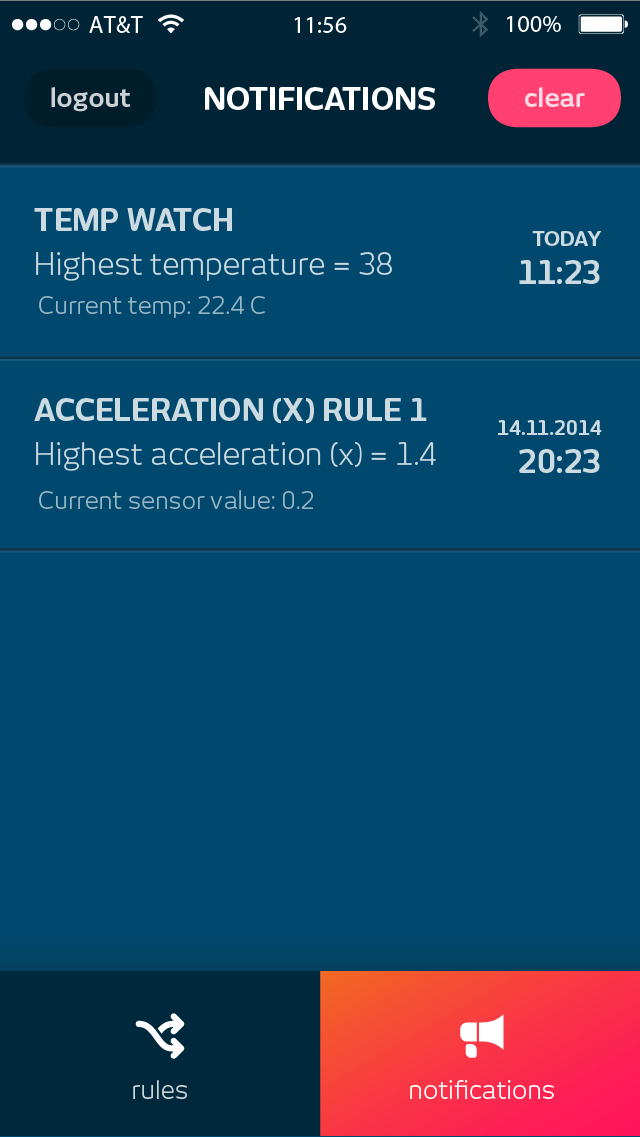 AT&T 11:56 100%
logout NOTIFICATIONS clear
TEMP WATCH
Highest temperature = 38
Current temp: 22.4 C
TODAY
11:23
ACCELERATION (X) RULE 1
Highest acceleration (x) = 1.4
Current sensor value: 0.2
14.11.2014
20:23
rules
notifications